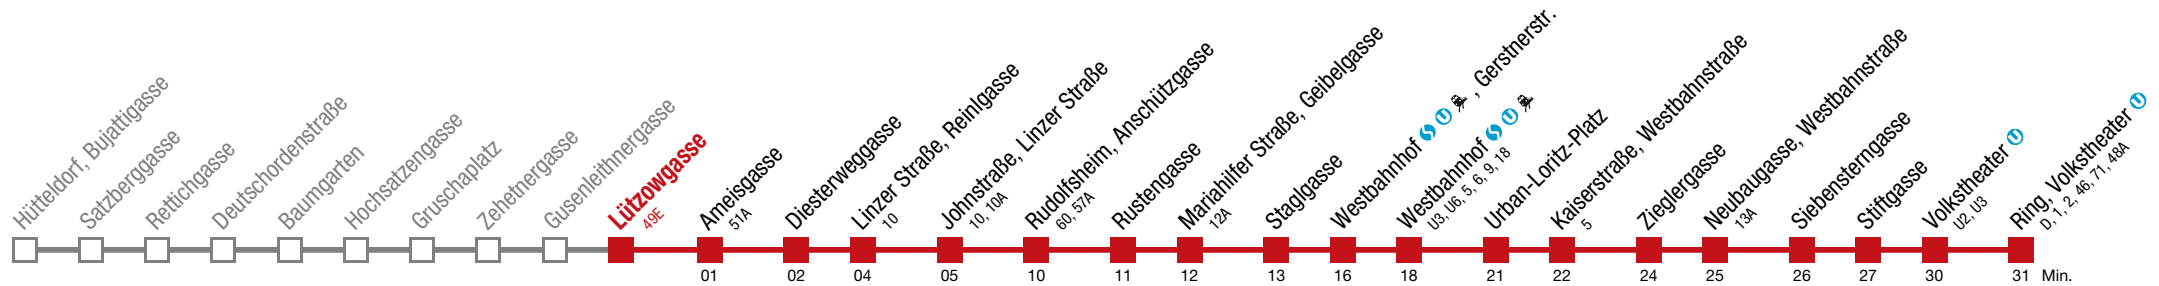 Hütteldorf, Bujattigasse
Satzberggasse
Rettichgasse
Deutschordenstraße
Baumgarten
Hochsatzengasse
Gruschaplatz
Zehetnergasse
Gusenleithnergasse
Lützowgasse
49E
Ameisgasse
51A
01
Diesterweggasse
02
Linzer Straße, Reinlgasse
10
04
Johnstraße, Linzer Straße
10, 10A
05
Rudolfsheim, Anschützgasse
60, 57A
10
Rustengasse
11
Mariahilfer Straße, Geibelgasse
12A
12
Staglgasse
13
Westbahnhof S U , Gerstnerstr.
16
Westbahnhof S U
U3, U6, 5, 6, 9, 18
18
Urban-Loritz-Platz
21
Kaiserstraße, Westbahnstraße
5
22
Zieglergasse
24
Neubaugasse, Westbahnstraße
13A
25
Siebensterngasse
26
Stiftgasse
27
Volkstheater U
U2, U3
30
Ring, Volkstheater U
D, 1, 2, 46, 71, 48A
31 Min.